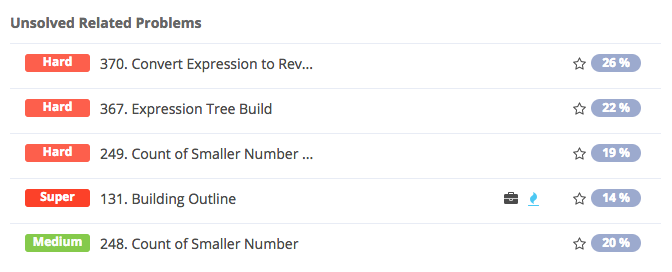 Unsolved Related Problems
Hard 370. Convert Expression to Rev... 26 %
Hard 367. Expression Tree Build 22 %
Hard 249. Count of Smaller Number ... 19 %
Super 131. Building Outline 14 %
Medium 248. Count of Smaller Number 20 %